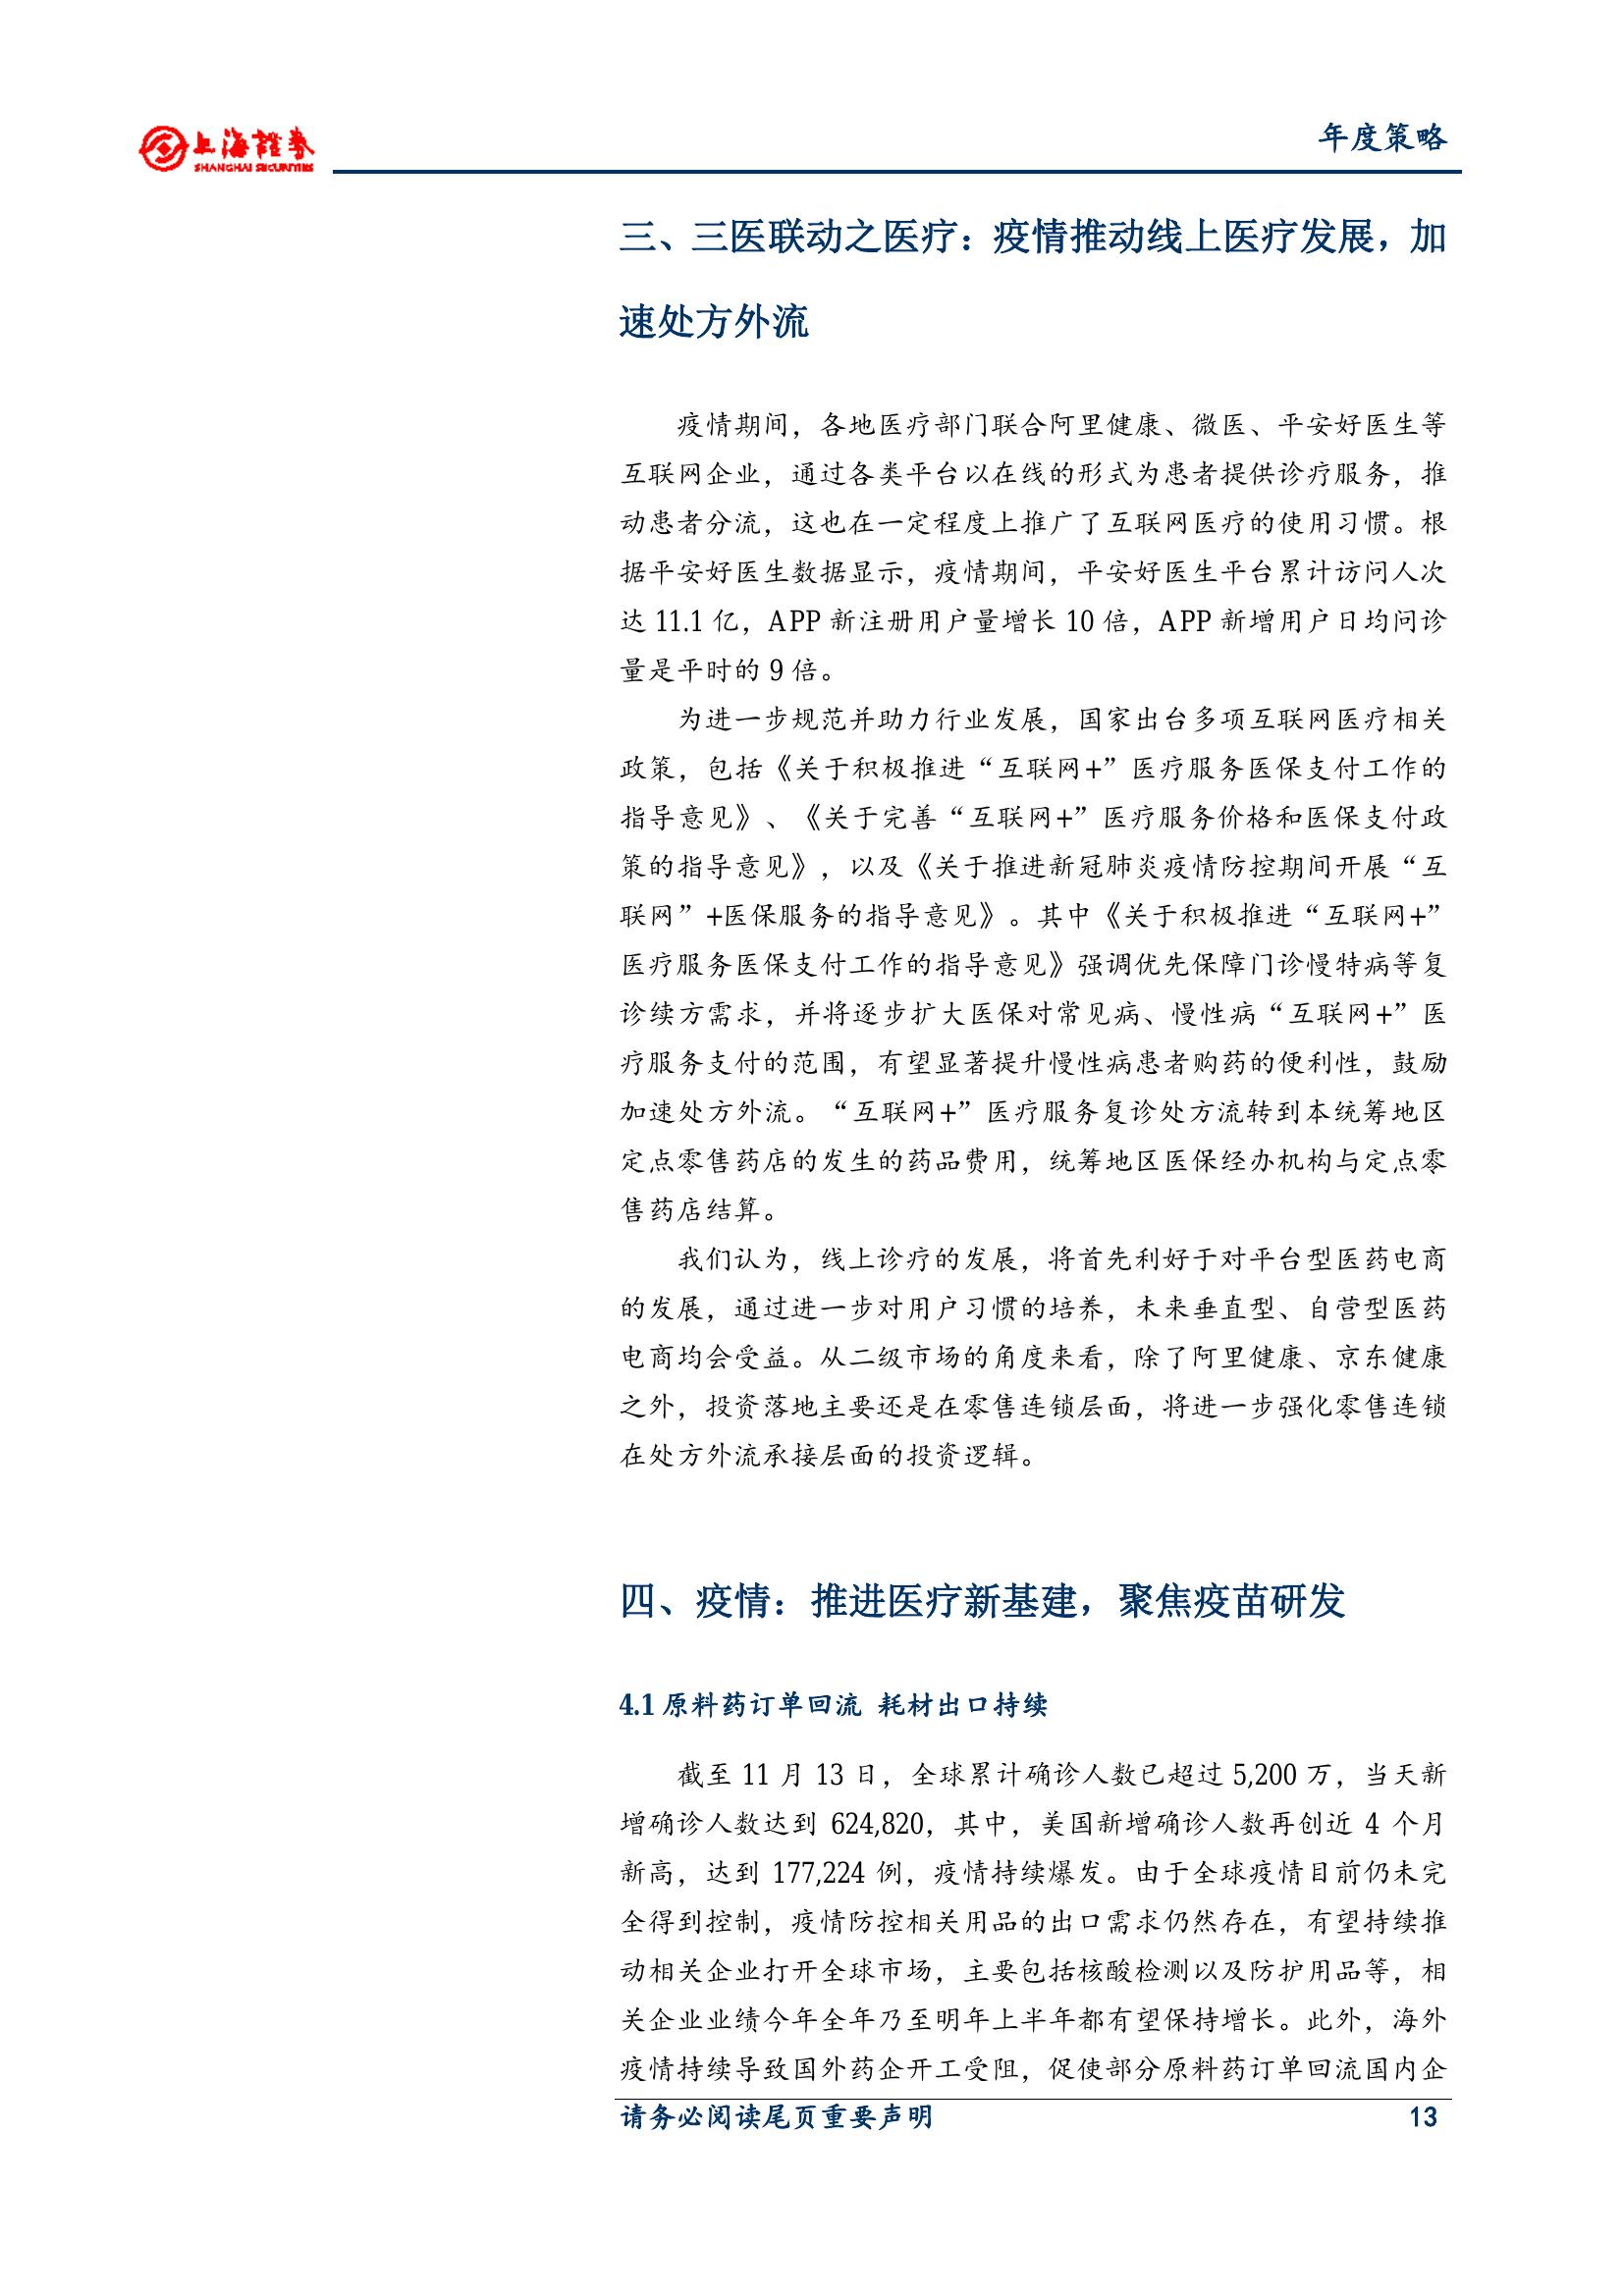 上海證券
SHANGHAI SECURITIES
年度策略
三、三医联动之医疗：疫情推动线上医疗发展，加
速处方外流
疫情期间，各地医疗部门联合阿里健康、微医、平安好医生等
互联网企业，通过各类平台以在线的形式为患者提供诊疗服务，推
动患者分流，这也在一定程度上推广了互联网医疗的使用习惯。根
据平安好医生数据显示，疫情期间，平安好医生平台累计访问人次
达 11.1 亿，APP 新注册用户量增长 10 倍，APP 新增用户日均问诊
量是平时的 9 倍。
为进一步规范并助力行业发展，国家出台多项互联网医疗相关
政策，包括《关于积极推进“互联网+”医疗服务医保支付工作的
指导意见》、《关于完善“互联网+”医疗服务价格和医保支付政
策的指导意见》，以及《关于推进新冠肺炎疫情防控期间开展“互
联网”+医保服务的指导意见》。其中《关于积极推进“互联网+”
医疗服务医保支付工作的指导意见》强调优先保障门诊慢特病等复
诊续方需求，并将逐步扩大医保对常见病、慢性病“互联网+”医
疗服务支付的范围，有望显著提升慢性病患者购药的便利性，鼓励
加速处方外流。“互联网+”医疗服务复诊处方流转到本统筹地区
定点零售药店的发生的药品费用，统筹地区医保经办机构与定点零
售药店结算。
我们认为，线上诊疗的发展，将首先利好于对平台型医药电商
的发展，通过进一步对用户习惯的培养，未来垂直型、自营型医药
电商均会受益。从二级市场的角度来看，除了阿里健康、京东健康
之外，投资落地主要还是在零售连锁层面，将进一步强化零售连锁
在处方外流承接层面的投资逻辑。
四、疫情：推进医疗新基建，聚焦疫苗研发
4.1 原料药订单回流 耗材出口持续
截至 11 月 13 日，全球累计确诊人数已超过 5,200 万，当天新
增确诊人数达到 624,820，其中，美国新增确诊人数再创近 4 个月
新高，达到 177,224 例，疫情持续爆发。由于全球疫情目前仍未完
全得到控制，疫情防控相关用品的出口需求仍然存在，有望持续推
动相关企业打开全球市场，主要包括核酸检测以及防护用品等，相
关企业业绩今年全年乃至明年上半年都有望保持增长。此外，海外
疫情持续导致国外药企开工受阻，促使部分原料药订单回流国内企
请务必阅读尾页重要声明 13